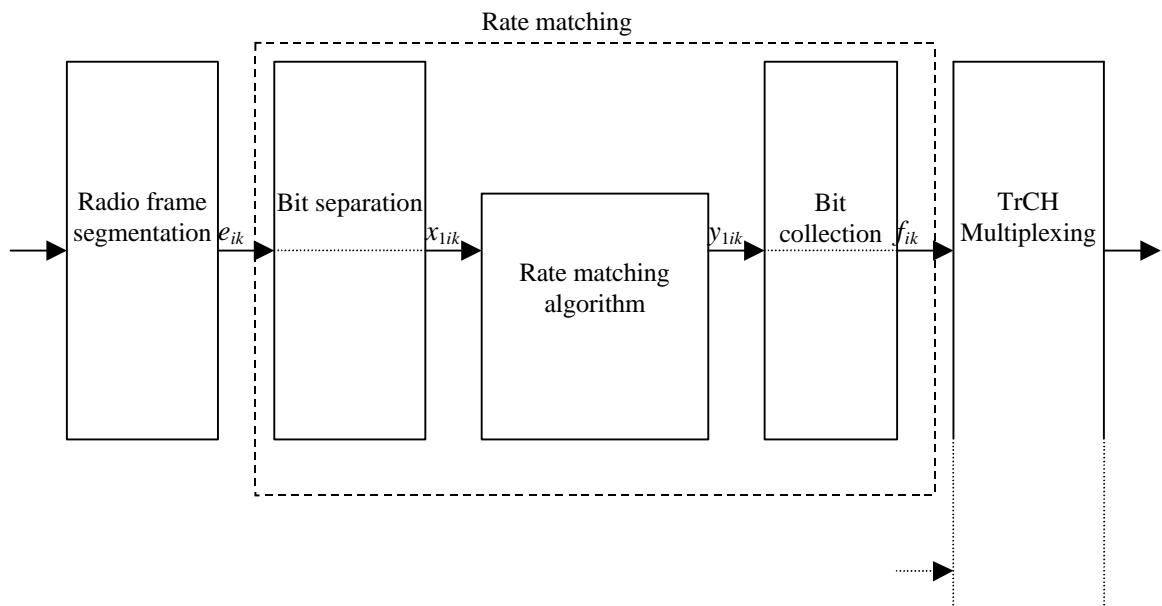 Rate matching
Radio frame
segmentation
e_ik
Bit separation
x_1ik
Rate matching
algorithm
y_1ik
Bit
collection
f_ik
TrCH
Multiplexing